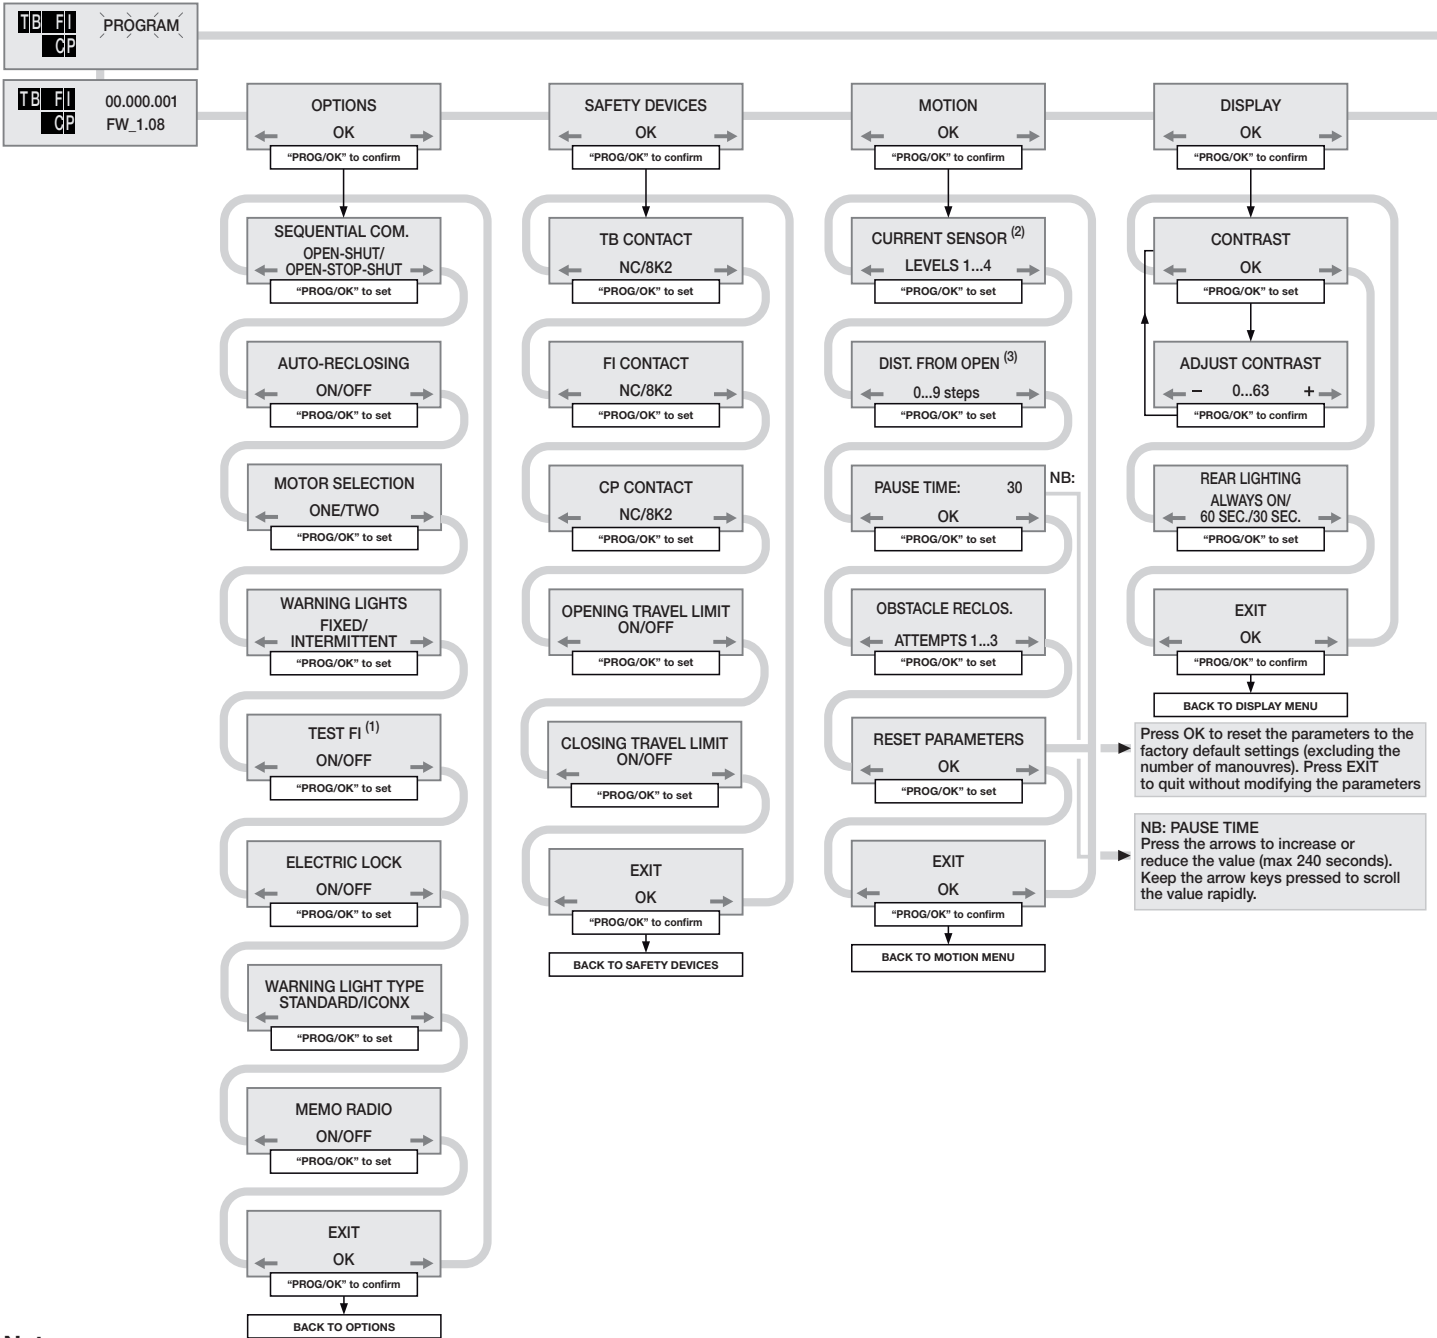 TB FI PROGRAM
CP
TB FI 00.000.001
CP FW_1.08
OPTIONS
OK
“PROG/OK” to confirm
SEQUENTIAL COM.
OPEN-SHUT/
OPEN-STOP-SHUT
“PROG/OK” to set
AUTO-RECLOSING
ON/OFF
“PROG/OK” to set
MOTOR SELECTION
ONE/TWO
“PROG/OK” to set
WARNING LIGHTS
FIXED/
INTERMITTENT
“PROG/OK” to set
TEST FI (1)
ON/OFF
“PROG/OK” to set
ELECTRIC LOCK
ON/OFF
“PROG/OK” to set
WARNING LIGHT TYPE
STANDARD/ICONX
“PROG/OK” to set
MEMO RADIO
ON/OFF
“PROG/OK” to set
EXIT
OK
“PROG/OK” to confirm
BACK TO OPTIONS
SAFETY DEVICES
OK
“PROG/OK” to confirm
TB CONTACT
NC/8K2
“PROG/OK” to set
FI CONTACT
NC/8K2
“PROG/OK” to set
CP CONTACT
NC/8K2
“PROG/OK” to set
OPENING TRAVEL LIMIT
ON/OFF
“PROG/OK” to set
CLOSING TRAVEL LIMIT
ON/OFF
“PROG/OK” to set
EXIT
OK
“PROG/OK” to confirm
BACK TO SAFETY DEVICES
MOTION
OK
“PROG/OK” to confirm
CURRENT SENSOR (2)
LEVELS 1...4
“PROG/OK” to set
DIST. FROM OPEN (3)
0...9 steps
“PROG/OK” to set
PAUSE TIME: 30
NB:
OK
“PROG/OK” to set
OBSTACLE RECLOS.
ATTEMPTS 1...3
“PROG/OK” to set
RESET PARAMETERS
OK
“PROG/OK” to set
EXIT
OK
“PROG/OK” to confirm
BACK TO MOTION MENU
DISPLAY
OK
“PROG/OK” to confirm
CONTRAST
OK
“PROG/OK” to set
ADJUST CONTRAST
– 0...63 +
“PROG/OK” to confirm
REAR LIGHTING
ALWAYS ON/
60 SEC./30 SEC.
“PROG/OK” to set
EXIT
OK
“PROG/OK” to confirm
BACK TO DISPLAY MENU
Press OK to reset the parameters to the
factory default settings (excluding the
number of manouvres). Press EXIT
to quit without modifying the parameters
NB: PAUSE TIME
Press the arrows to increase or
reduce the value (max 240 seconds).
Keep the arrow keys pressed to scroll
the value rapidly.